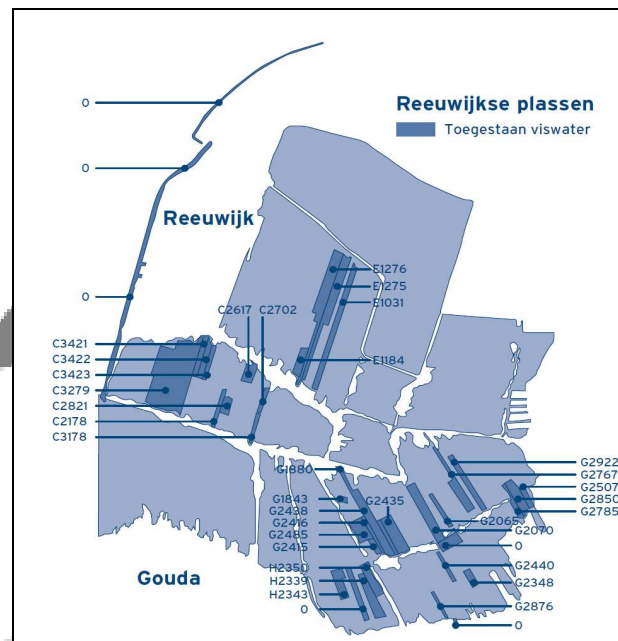 Reeuwijkse plassen
Toegestaan viswater
0
0
Reeuwijk
0
E1276
E1275
E1031
C2617 C2702
C3421
C3422
C3423
C3279
C2821
C2178
C3178
E1184
G1880
G1843
G2438
G2416
G2485
G2415
G2435
G2922
G2767
G2507
G2850
G2785
G2065
G2070
0
G2440
G2348
G2876
0
H2350
H2339
H2343
0
Gouda